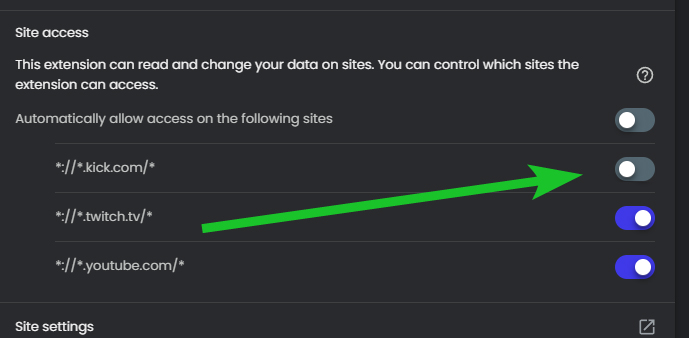 Site access
This extension can read and change your data on sites. You can control which sites the
extension can access.
Automatically allow access on the following sites
*://*.kick.com/*
*://*.twitch.tv/*
*://*.youtube.com/*
Site settings